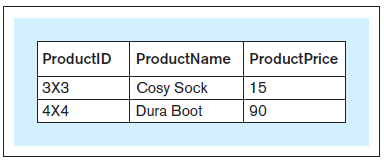 ProductID ProductName ProductPrice
3X3 Cosy Sock 15
4X4 Dura Boot 90